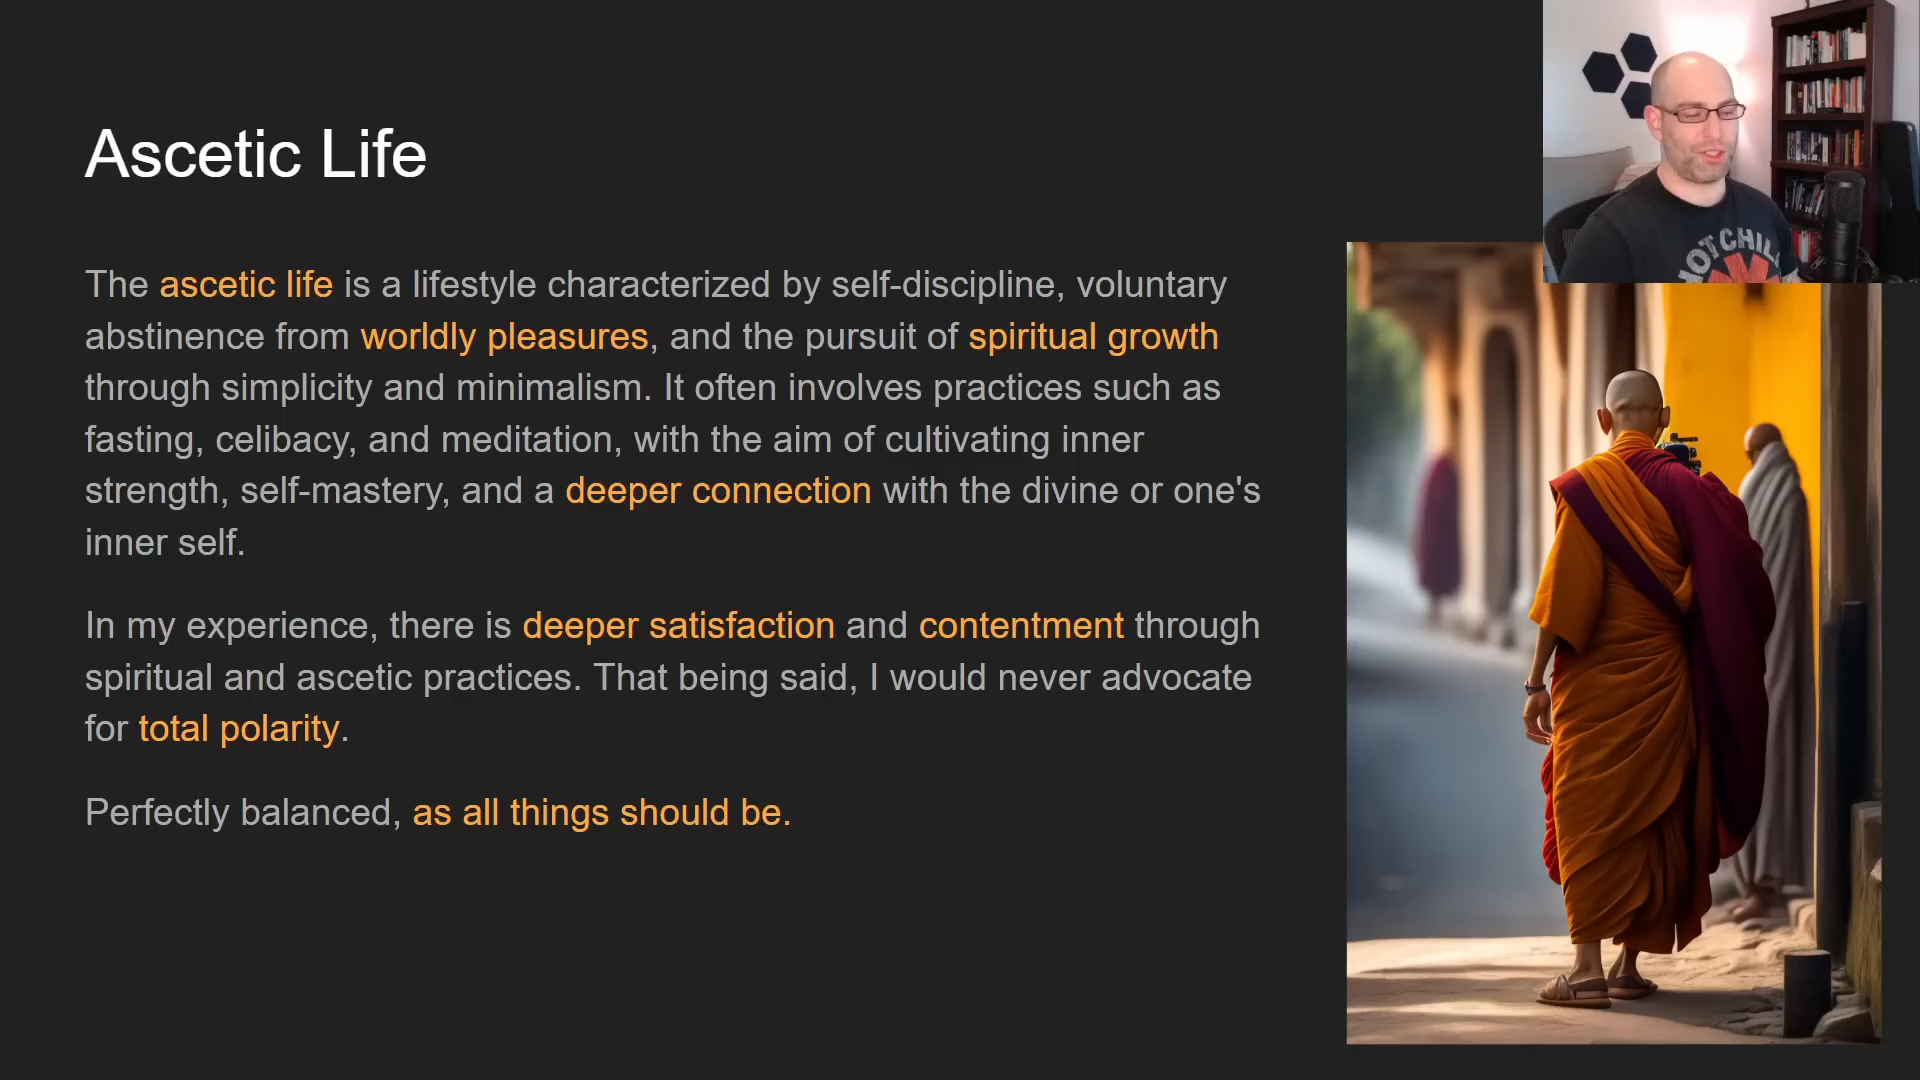 Ascetic Life
The ascetic life is a lifestyle characterized by self-discipline, voluntary
abstinence from worldly pleasures, and the pursuit of spiritual growth
through simplicity and minimalism. It often involves practices such as
fasting, celibacy, and meditation, with the aim of cultivating inner
strength, self-mastery, and a deeper connection with the divine or one's
inner self.
In my experience, there is deeper satisfaction and contentment through
spiritual and ascetic practices. That being said, I would never advocate
for total polarity.
Perfectly balanced, as all things should be.
HOT CHIL